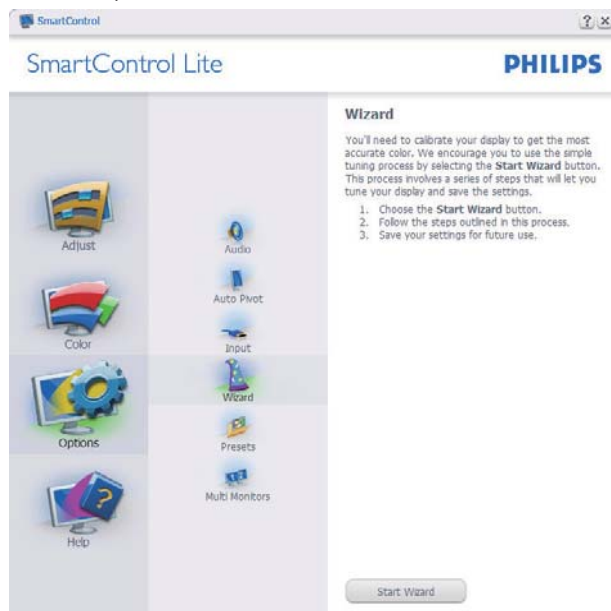 SmartControl
SmartControl Lite
PHILIPS
Adjust
Color
Options
Help
Audio
Auto Pivot
Input
Wizard
Presets
Multi Monitors
Wizard
You'll need to calibrate your display to get the most
accurate color. We encourage you to use the simple
tuning process by selecting the Start Wizard button.
This process involves a series of steps that will let you
tune your display and save the settings.
1. Choose the Start Wizard button.
2. Follow the steps outlined in this process.
3. Save your settings for future use.
Start Wizard